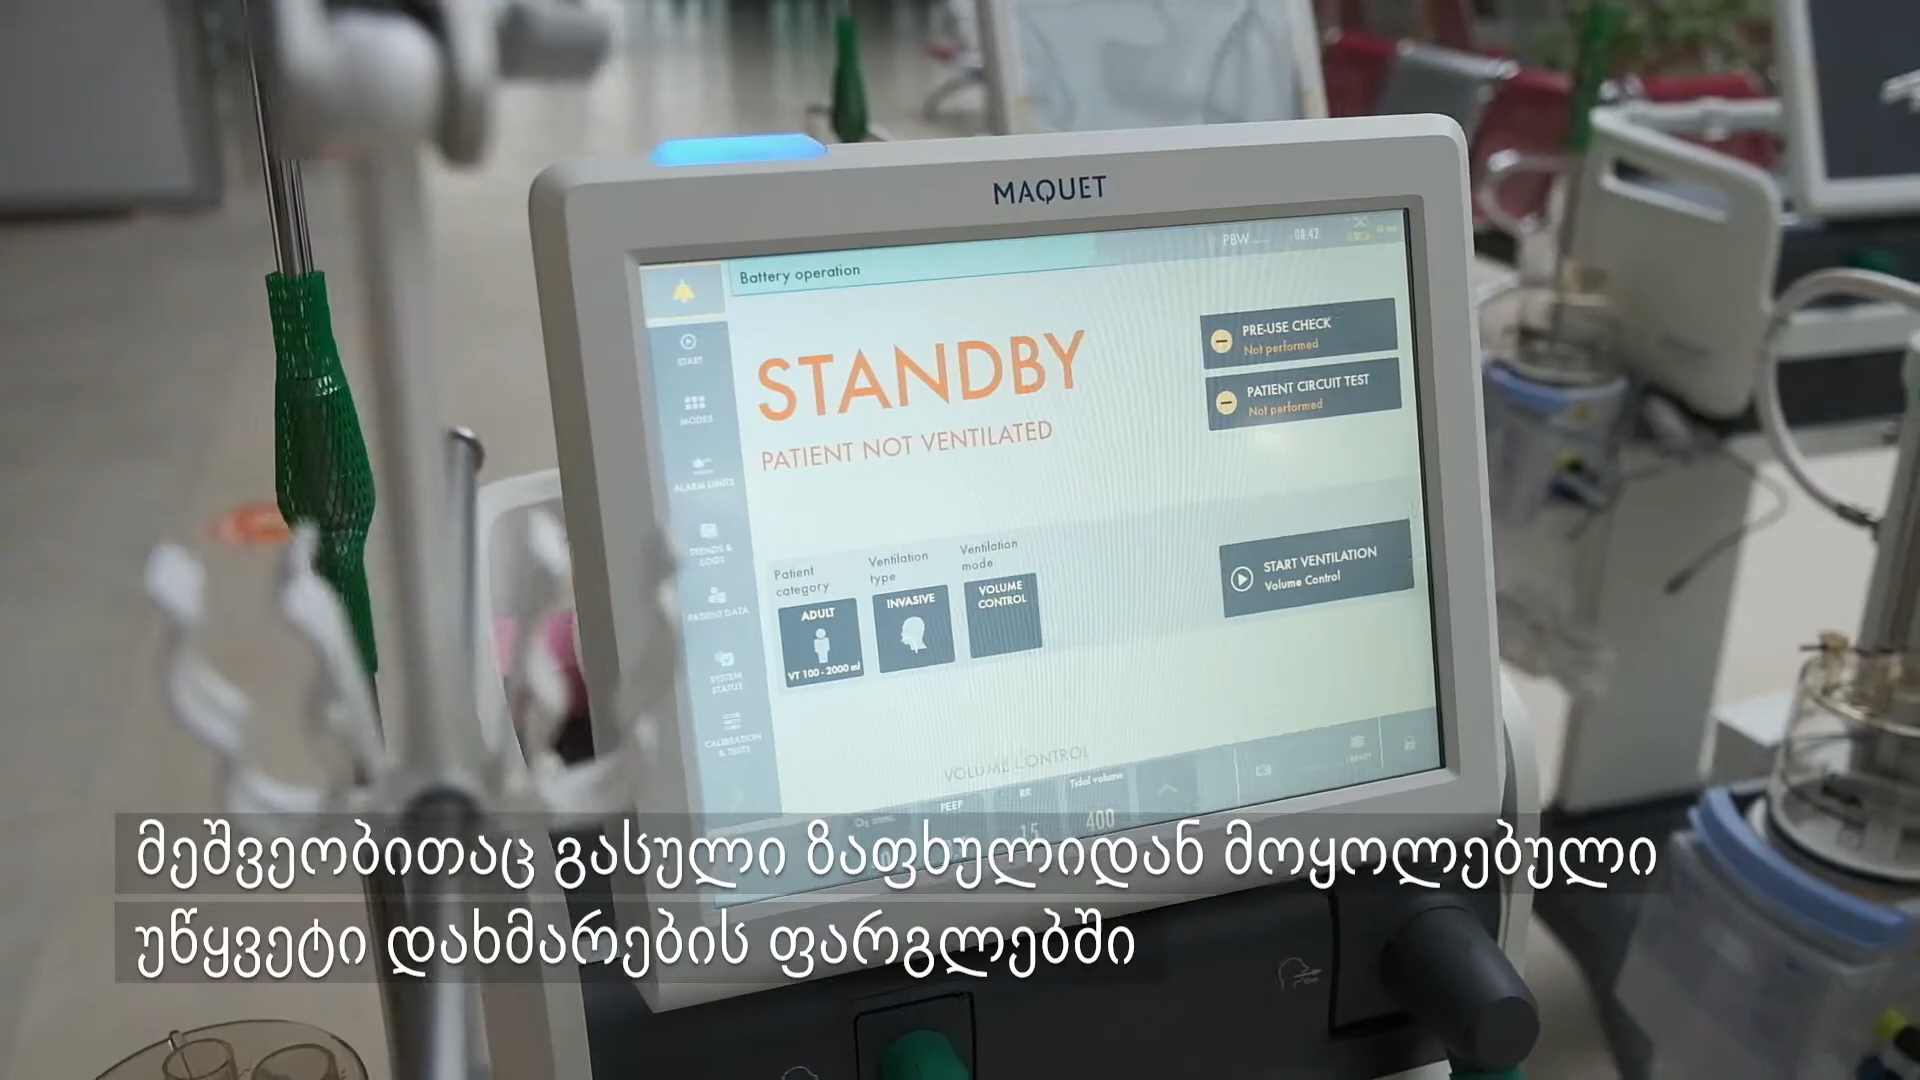 MAQUET
Battery operation
PBW
08:42
STANDBY
PATIENT NOT VENTILATED
PRE-USE CHECK
Not performed
PATIENT CIRCUIT TEST
Not performed
START
MODES
ALARM LIMITS
TRENDS &
LOGS
PATIENT DATA
SYSTEM
STATUS
CALIBRATION
& TESTS
Patient
category
ADULT
VT 100 - 2000 ml
Ventilation
type
INVASIVE
Ventilation
mode
VOLUME
CONTROL
START VENTILATION
Volume Control
VOLUME CONTROL
O₂ conc.
PEEP
RR
15
Tidal volume
400
მეშვეობითაც გასული ზაფხულიდან მოყოლებული
უწყვეტი დახმარების ფარგლებში